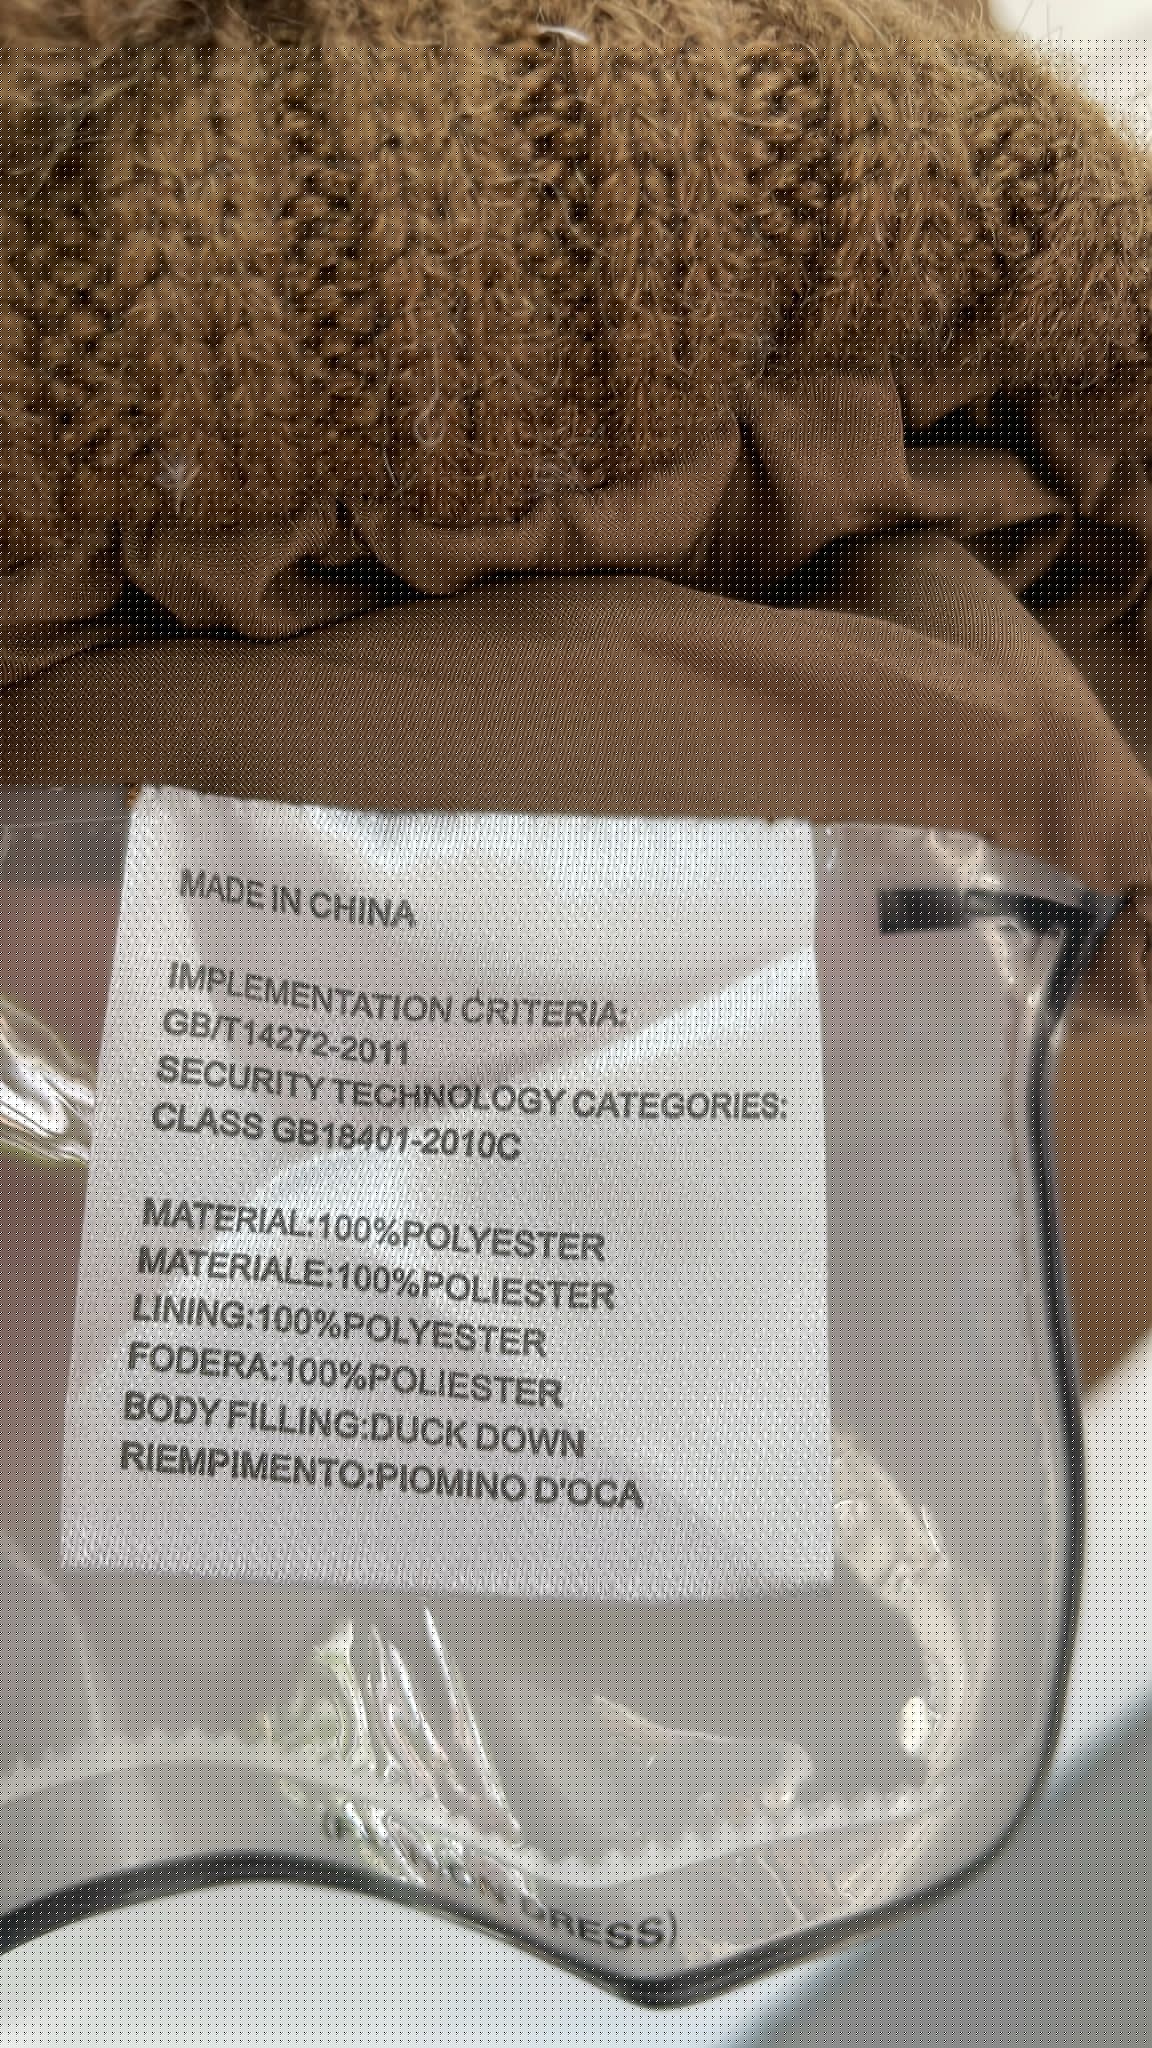 MADE IN CHINA
IMPLEMENTATION CRITERIA:
GB/T14272-2011
SECURITY TECHNOLOGY CATEGORIES:
CLASS GB18401-2010C
MATERIAL:100%POLYESTER
MATERIALE:100%POLIESTER
LINING:100%POLYESTER
FODERA:100%POLIESTER
BODY FILLING:DUCK DOWN
RIEMPIMENTO:PIOMINO D'OCA
DRESS)